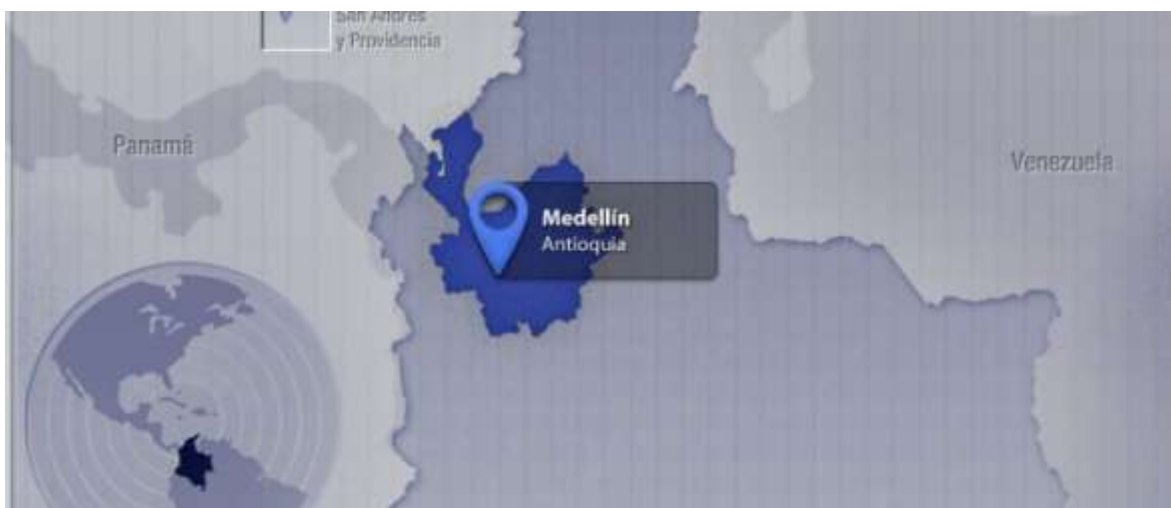 San Andrés
y Providencia
Panamá
Venezuela
Medellín
Antioquia